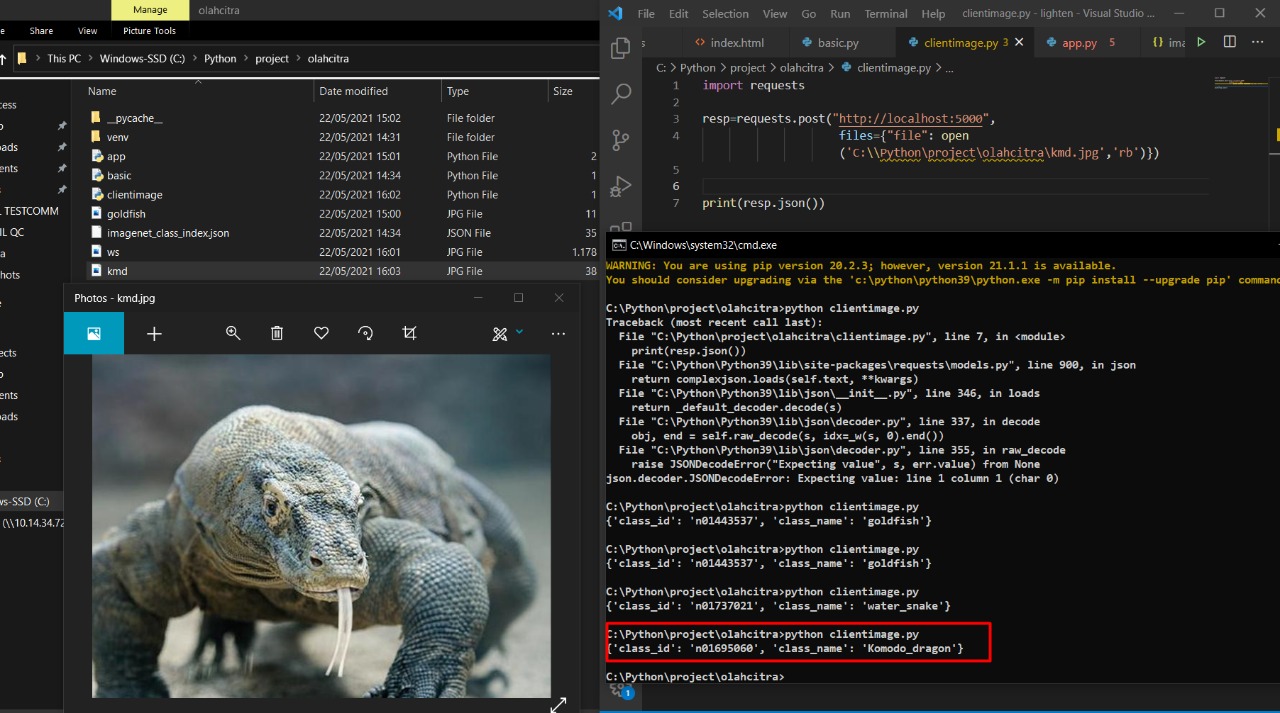 Manage
olahcitra
e
Share
View
Picture Tools
This PC > Windows-SSD (C:) > Python > project > olahcitra
Name
Date modified
Type
Size
cess
__pycache__ 22/05/2021 15:02 File folder
venv 22/05/2021 14:31 File folder
app 22/05/2021 15:01 Python File 2
basic 22/05/2021 14:34 Python File 1
clientimage 22/05/2021 16:02 Python File 1
goldfish 22/05/2021 15:00 JPG File 11
imagenet_class_index.json 22/05/2021 14:34 JSON File 35
ws 22/05/2021 16:01 JPG File 1.178
kmd 22/05/2021 16:03 JPG File 38
o
oads
ents
s
L TESTCOMM
IL QC
a
hots
e
ects
o
ents
oads
s
ws-SSD (C:)
(\\10.14.34.72
Photos - kmd.jpg
File Edit Selection View Go Run Terminal Help
clientimage.py - lighten - Visual Studio ...
s
<> index.html
basic.py
clientimage.py 3
app.py 5
{} ima
C: > Python > project > olahcitra > clientimage.py > ...
1 import requests
2
3 resp=requests.post("http://localhost:5000",
4 files={"file": open
('C:\\Python\project\olahcitra\kmd.jpg','rb')})
5
6
7 print(resp.json())
C:\Windows\system32\cmd.exe
WARNING: You are using pip version 20.2.3; however, version 21.1.1 is available.
You should consider upgrading via the 'c:\python\python39\python.exe -m pip install --upgrade pip' command
C:\Python\project\olahcitra>python clientimage.py
Traceback (most recent call last):
File "C:\Python\project\olahcitra\clientimage.py", line 7, in <module>
print(resp.json())
File "C:\Python\Python39\lib\site-packages\requests\models.py", line 900, in json
return complexjson.loads(self.text, **kwargs)
File "C:\Python\Python39\lib\json\__init__.py", line 346, in loads
return _default_decoder.decode(s)
File "C:\Python\Python39\lib\json\decoder.py", line 337, in decode
obj, end = self.raw_decode(s, idx=_w(s, 0).end())
File "C:\Python\Python39\lib\json\decoder.py", line 355, in raw_decode
raise JSONDecodeError("Expecting value", s, err.value) from None
json.decoder.JSONDecodeError: Expecting value: line 1 column 1 (char 0)
C:\Python\project\olahcitra>python clientimage.py
{'class_id': 'n01443537', 'class_name': 'goldfish'}
C:\Python\project\olahcitra>python clientimage.py
{'class_id': 'n01443537', 'class_name': 'goldfish'}
C:\Python\project\olahcitra>python clientimage.py
{'class_id': 'n01737021', 'class_name': 'water_snake'}
C:\Python\project\olahcitra>python clientimage.py
{'class_id': 'n01695060', 'class_name': 'Komodo_dragon'}
C:\Python\project\olahcitra>
1